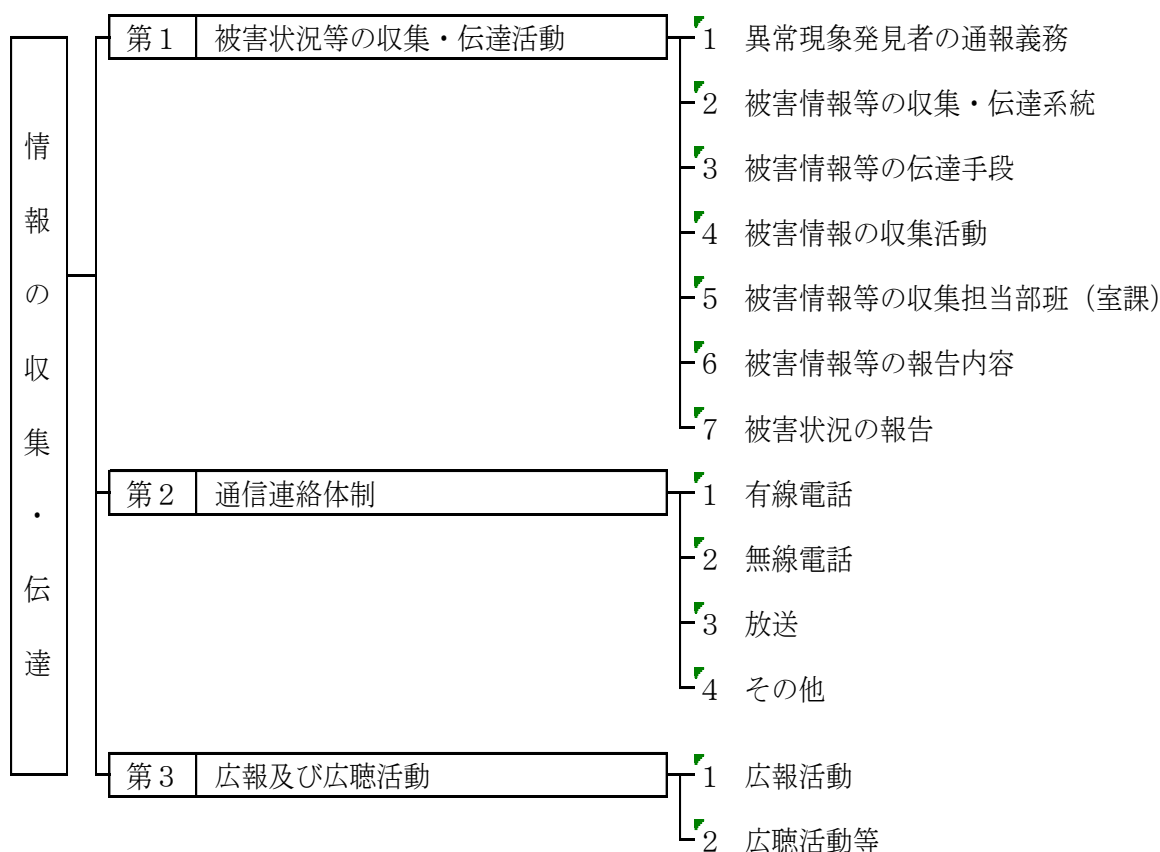 情報の収集・伝達
第１ 被害状況等の収集・伝達活動
１ 異常現象発見者の通報義務
２ 被害情報等の収集・伝達系統
３ 被害情報等の伝達手段
４ 被害情報の収集活動
５ 被害情報等の収集担当部班（室課）
６ 被害情報等の報告内容
７ 被害状況の報告
第２ 通信連絡体制
１ 有線電話
２ 無線電話
３ 放送
４ その他
第３ 広報及び広聴活動
１ 広報活動
２ 広聴活動等